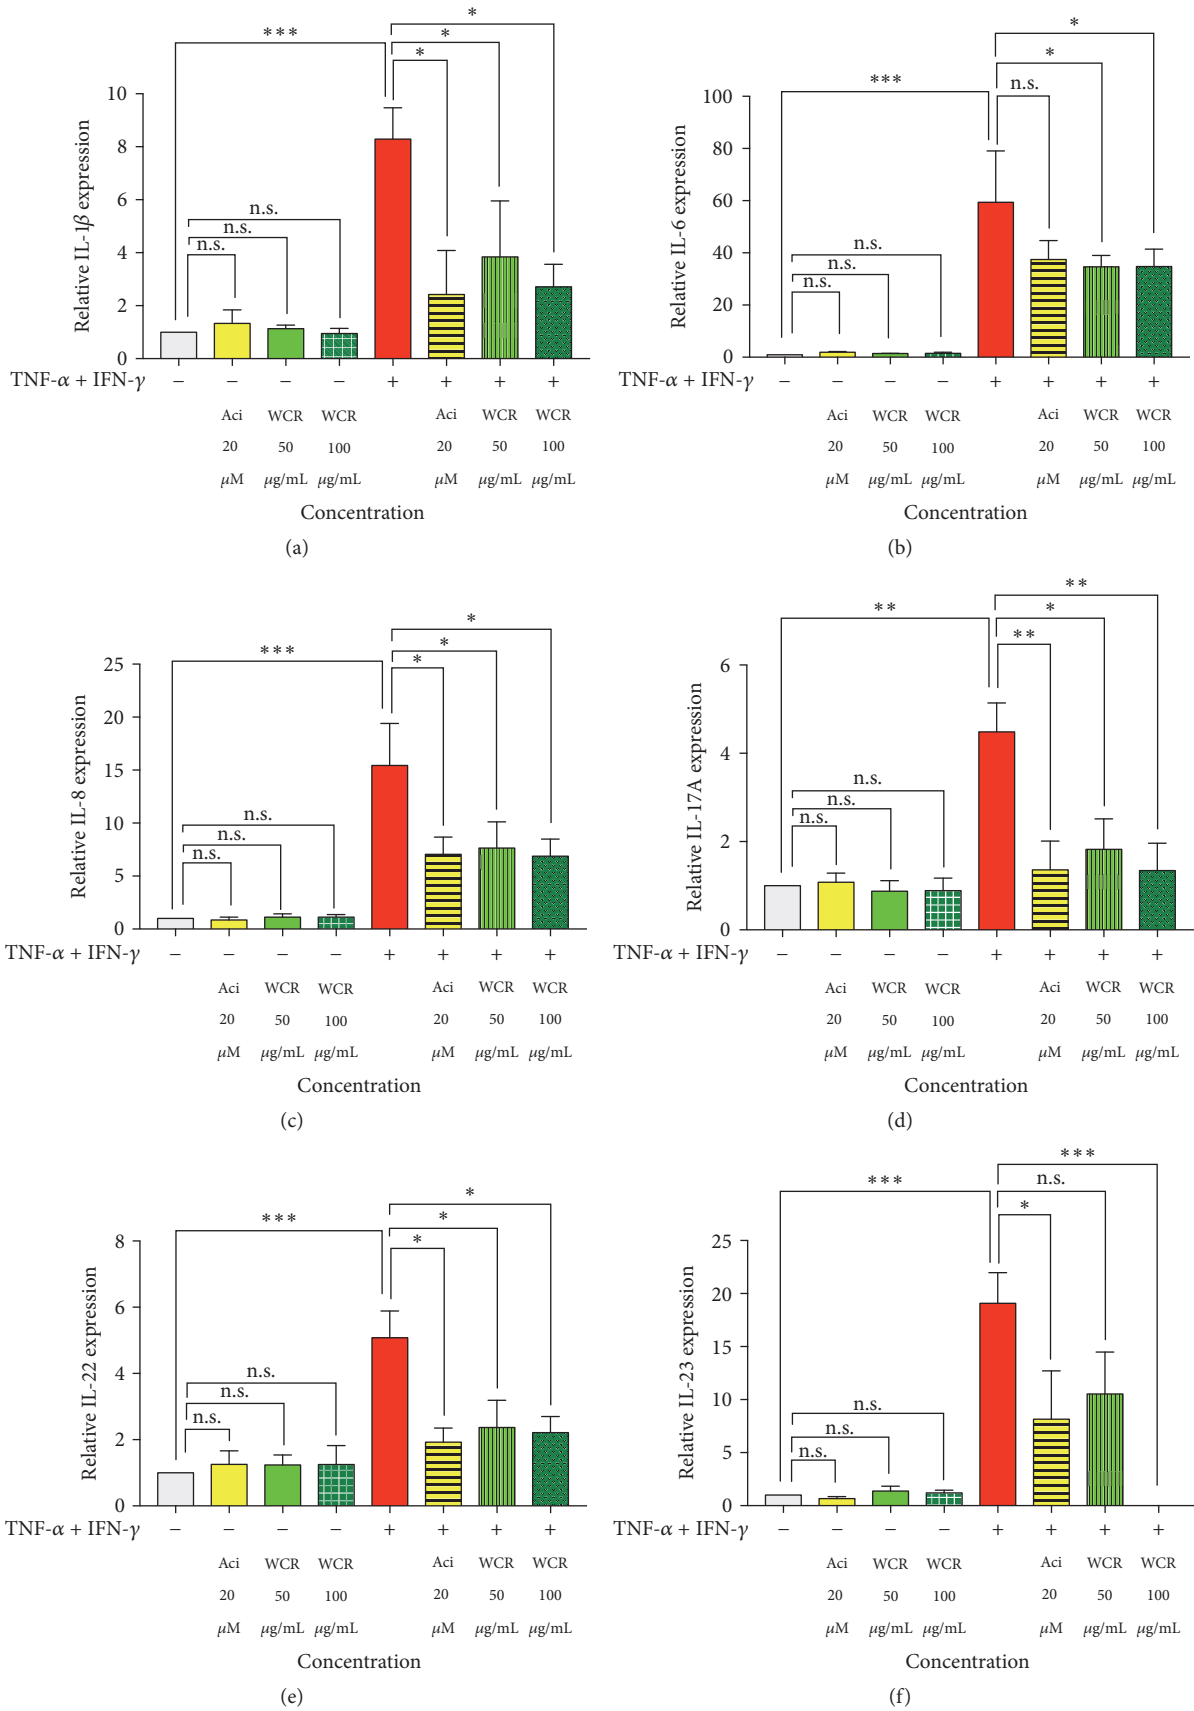 ***
*
*
*
n.s.
n.s.
n.s.
Relative IL-1β expression
10
8
6
4
2
0
TNF-α + IFN-γ − − − − + + + +
Aci WCR WCR Aci WCR WCR
20 50 100 20 50 100
μM μg/mL μg/mL μM μg/mL μg/mL
Concentration
(a)
*
*
***
n.s.
n.s.
n.s.
n.s.
Relative IL-6 expression
100
80
60
40
20
0
TNF-α + IFN-γ − − − − + + + +
Aci WCR WCR Aci WCR WCR
20 50 100 20 50 100
μM μg/mL μg/mL μM μg/mL μg/mL
Concentration
(b)
*
*
***
*
n.s.
n.s.
n.s.
Relative IL-8 expression
25
20
15
10
5
0
TNF-α + IFN-γ − − − − + + + +
Aci WCR WCR Aci WCR WCR
20 50 100 20 50 100
μM μg/mL μg/mL μM μg/mL μg/mL
Concentration
(c)
**
**
*
**
n.s.
n.s.
n.s.
Relative IL-17A expression
6
4
2
0
TNF-α + IFN-γ − − − − + + + +
Aci WCR WCR Aci WCR WCR
20 50 100 20 50 100
μM μg/mL μg/mL μM μg/mL μg/mL
Concentration
(d)
*
***
*
*
n.s.
n.s.
n.s.
Relative IL-22 expression
8
6
4
2
0
TNF-α + IFN-γ − − − − + + + +
Aci WCR WCR Aci WCR WCR
20 50 100 20 50 100
μM μg/mL μg/mL μM μg/mL μg/mL
Concentration
(e)
***
***
n.s.
*
n.s.
n.s.
n.s.
Relative IL-23 expression
25
20
15
10
5
0
TNF-α + IFN-γ − − − − + + + +
Aci WCR WCR Aci WCR WCR
20 50 100 20 50 100
μM μg/mL μg/mL μM μg/mL μg/mL
Concentration
(f)